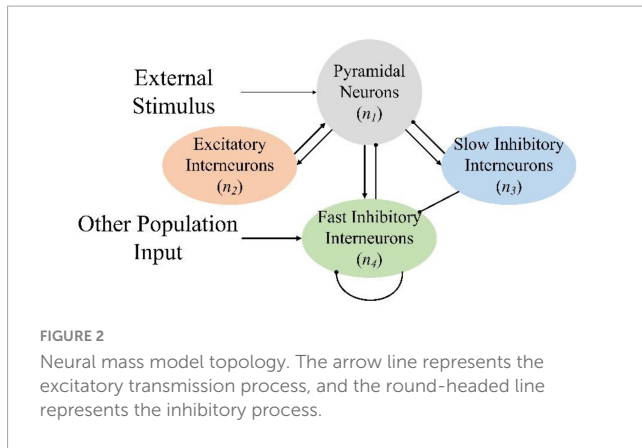 External
Stimulus
Pyramidal
Neurons
(n1)
Excitatory
Interneurons
(n2)
Slow Inhibitory
Interneurons
(n3)
Other Population
Input
Fast Inhibitory
Interneurons
(n4)
FIGURE 2
Neural mass model topology. The arrow line represents the
excitatory transmission process, and the round-headed line
represents the inhibitory process.